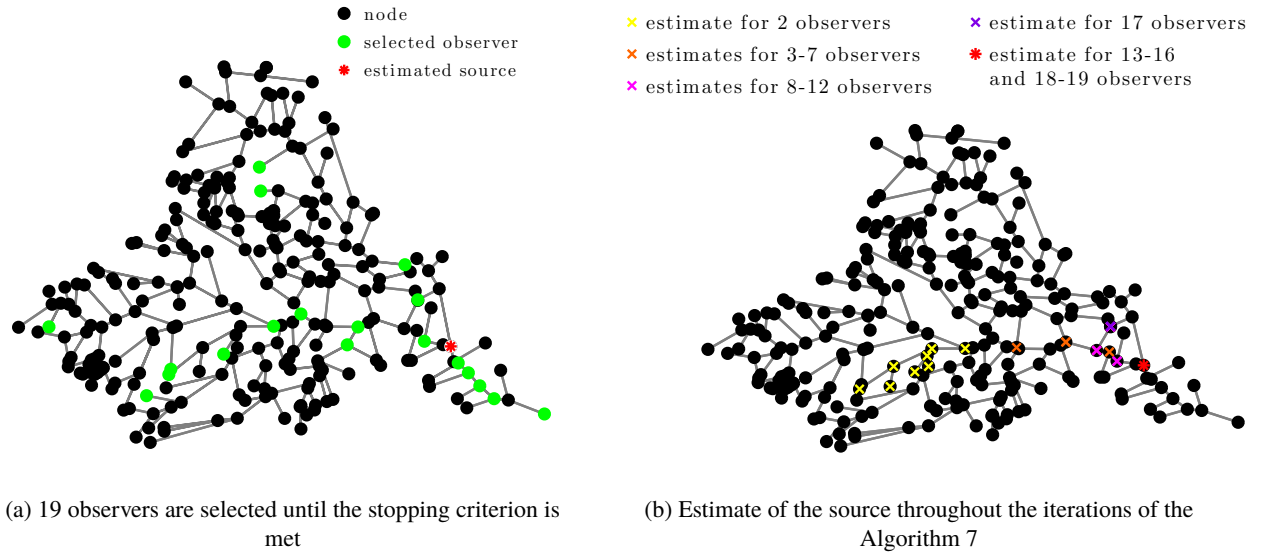 node
selected observer
estimated source
estimate for 2 observers
estimates for 3-7 observers
estimates for 8-12 observers
estimate for 17 observers
estimate for 13-16
and 18-19 observers
(a) 19 observers are selected until the stopping criterion is
met
(b) Estimate of the source throughout the iterations of the
Algorithm 7